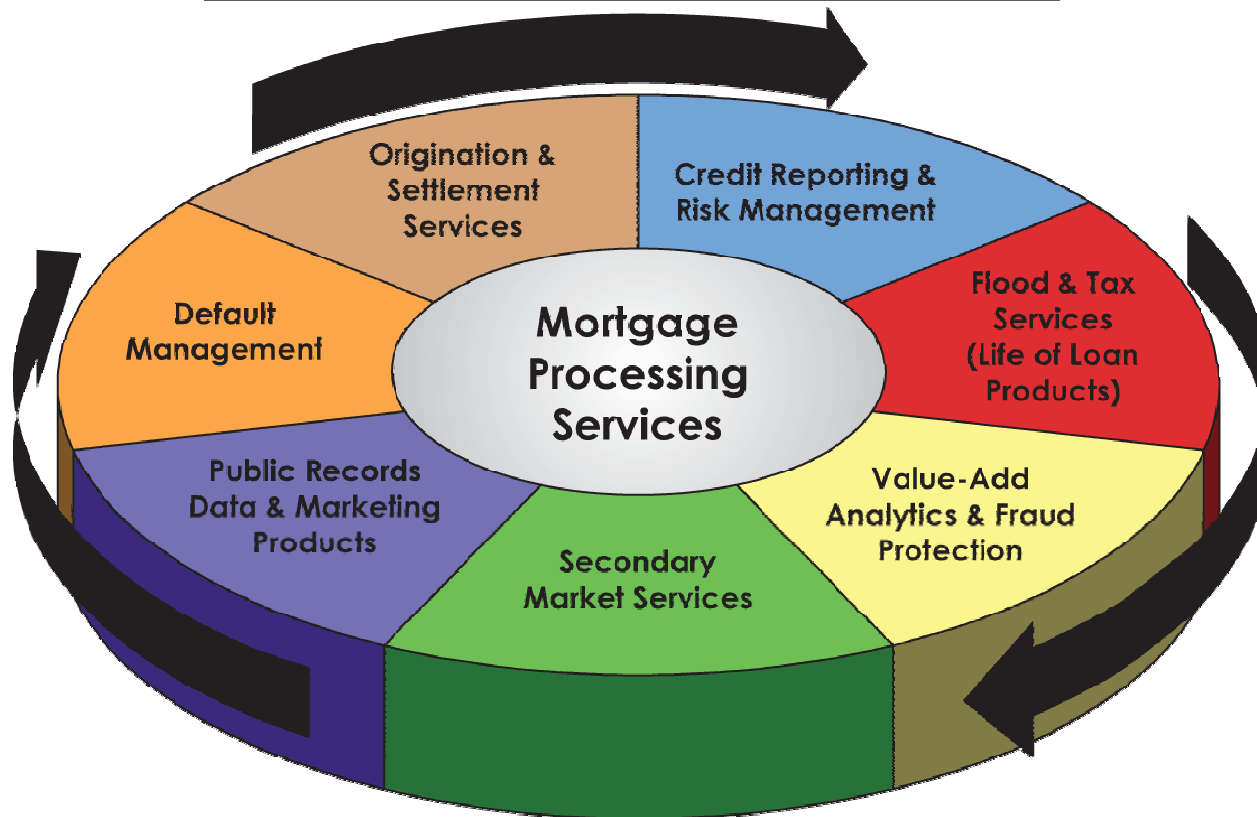 Origination &
Settlement
Services
Credit Reporting &
Risk Management
Flood & Tax
Services
(Life of Loan
Products)
Value-Add
Analytics & Fraud
Protection
Secondary
Market Services
Public Records
Data & Marketing
Products
Default
Management
Mortgage
Processing
Services